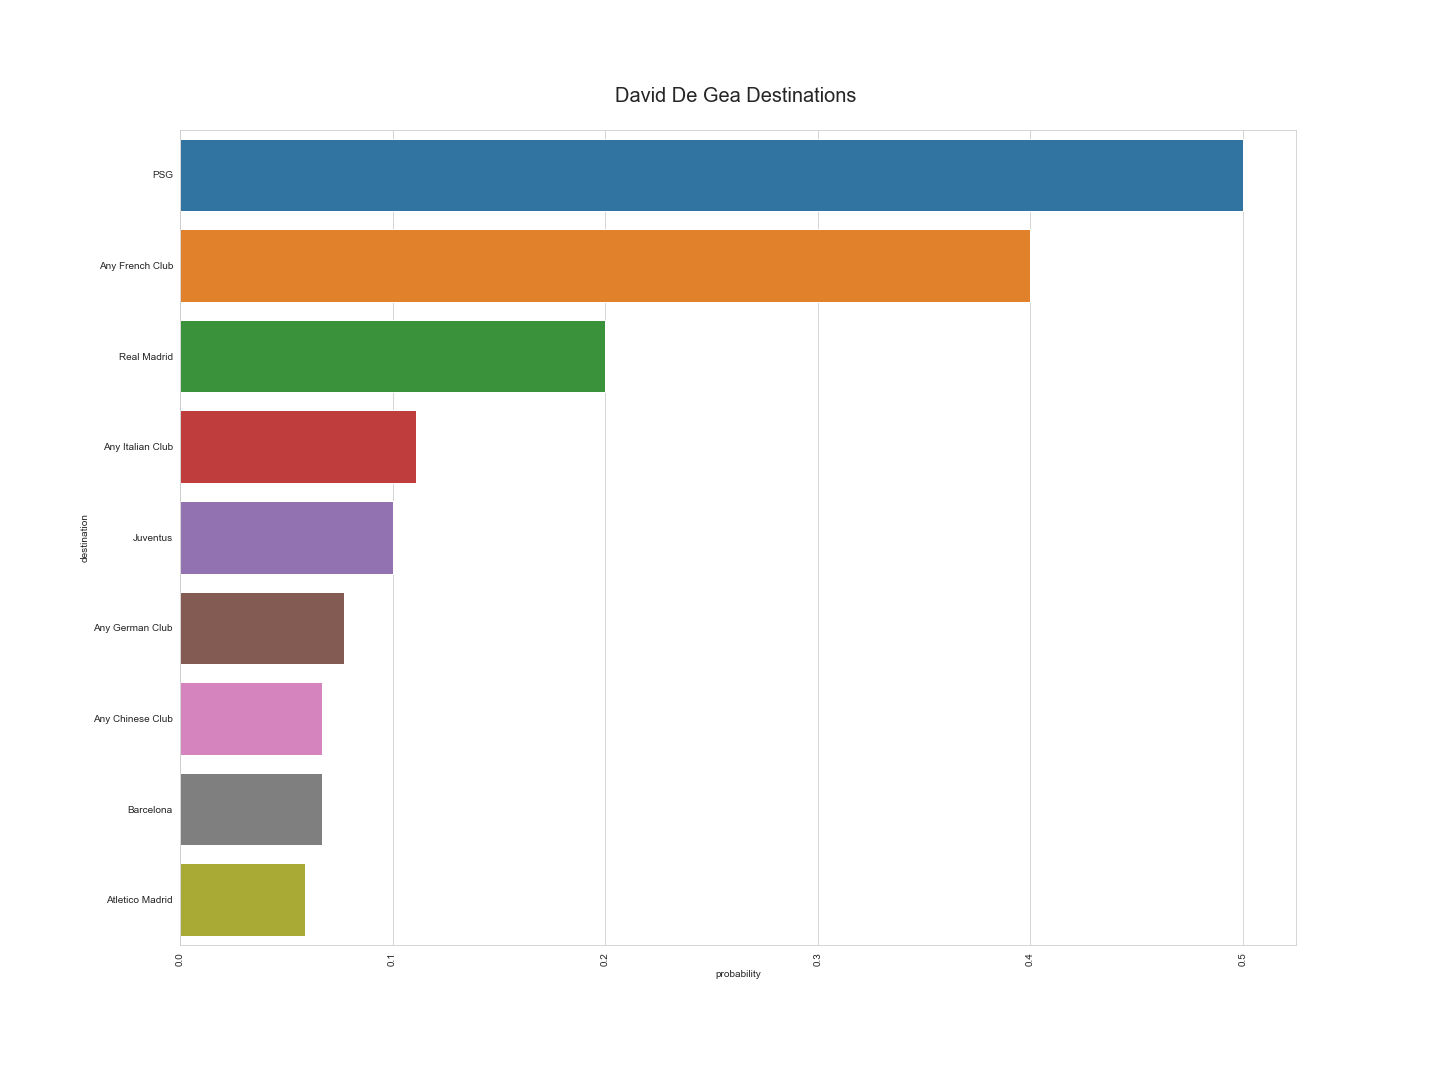 David De Gea Destinations
destination
PSG
Any French Club
Real Madrid
Any Italian Club
Juventus
Any German Club
Any Chinese Club
Barcelona
Atletico Madrid
0.0
0.1
0.2
0.3
0.4
0.5
probability